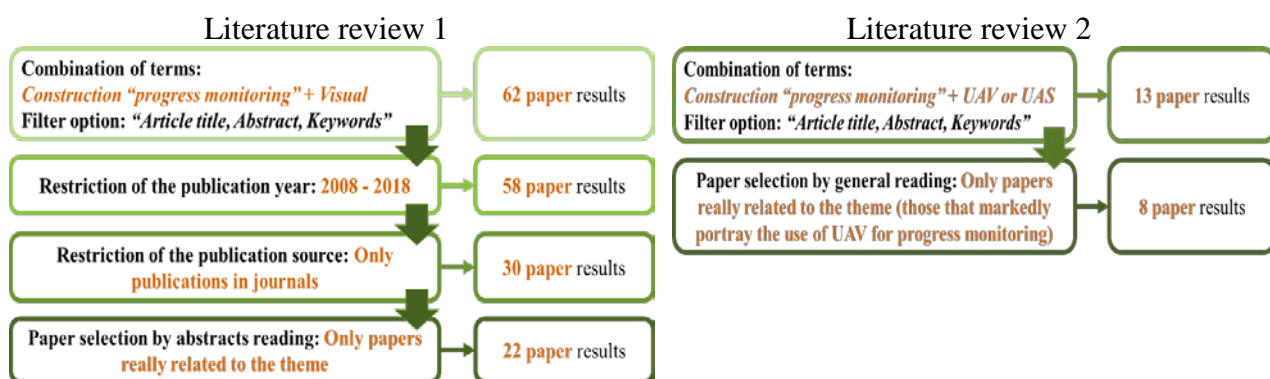 Literature review 1
Combination of terms:
Construction “progress monitoring” + Visual
Filter option: “Article title, Abstract, Keywords”
62 paper results
Restriction of the publication year: 2008 - 2018
58 paper results
Restriction of the publication source: Only
publications in journals
30 paper results
Paper selection by abstracts reading: Only papers
really related to the theme
22 paper results
Literature review 2
Combination of terms:
Construction “progress monitoring” + UAV or UAS
Filter option: “Article title, Abstract, Keywords”
13 paper results
Paper selection by general reading: Only papers
really related to the theme (those that markedly
portray the use of UAV for progress monitoring)
8 paper results